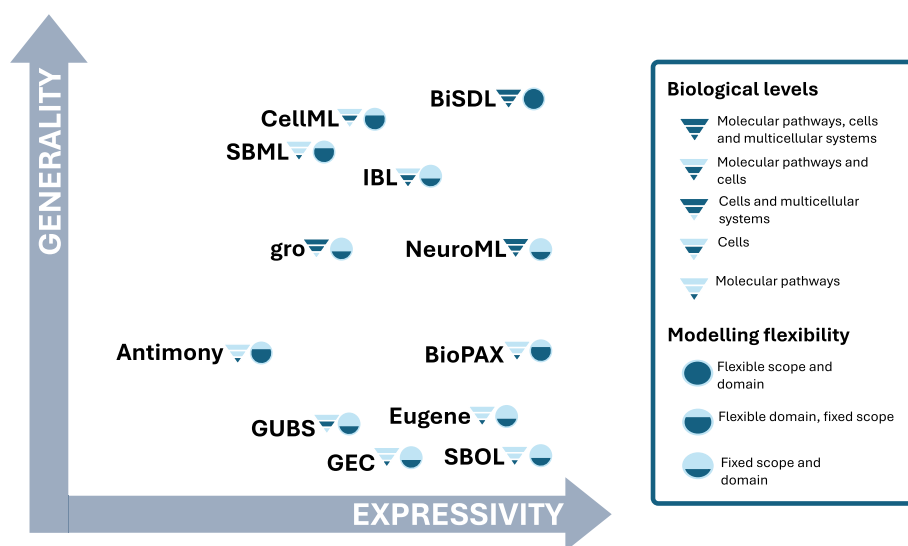 GENERALITY
BiSDL
CellML
SBML
IBL
gro
NeuroML
Antimony
BioPAX
Eugene
GUBS
GEC
SBOL
EXPRESSIVITY
Biological levels
Molecular pathways, cells
and multicellular systems
Molecular pathways and
cells
Cells and multicellular
systems
Cells
Molecular pathways
Modelling flexibility
Flexible scope and
domain
Flexible domain, fixed scope
Fixed scope and
domain